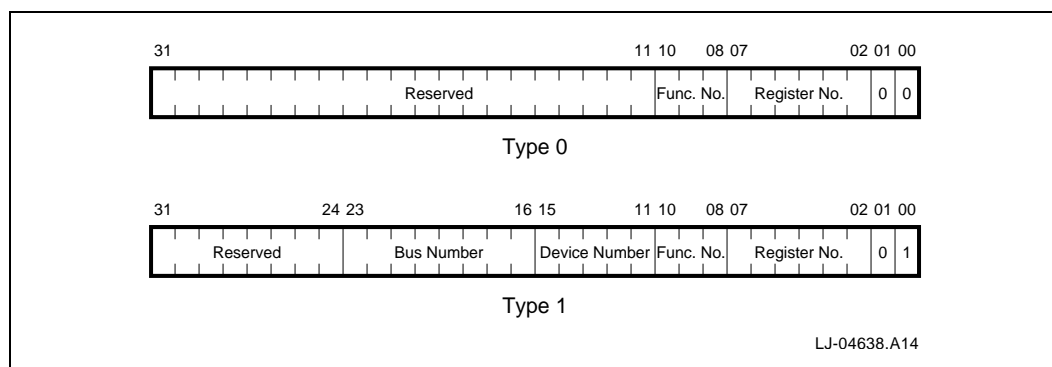 31 11 10 08 07 02 01 00
Reserved Func. No. Register No. 0 0
Type 0
31 24 23 16 15 11 10 08 07 02 01 00
Reserved Bus Number Device Number Func. No. Register No. 0 1
Type 1
LJ-04638.A14